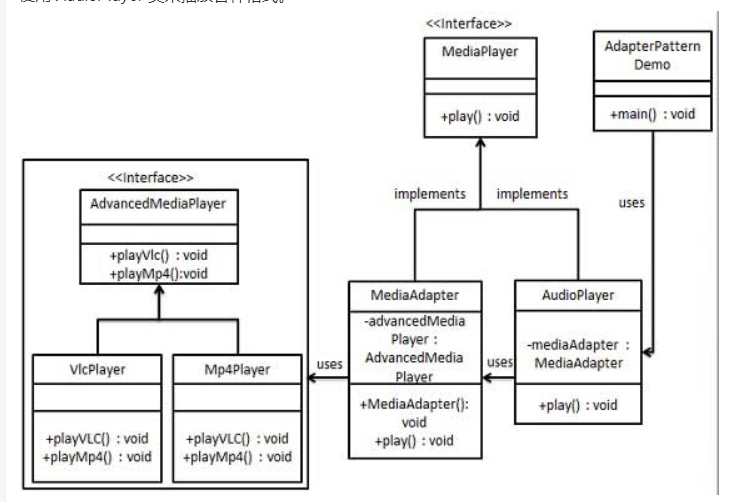 <<Interface>>
MediaPlayer
+play() : void
AdapterPattern
Demo
+main() : void
implements
implements
uses
<<Interface>>
AdvancedMediaPlayer
+playVlc() : void
+playMp4():void
VlcPlayer
+playVLC() : void
+playMp4() : void
Mp4Player
+playVLC() : void
+playMp4() : void
uses
MediaAdapter
-advancedMedia
Player :
AdvancedMedia
Player
+MediaAdapter():
void
+play() : void
uses
AudioPlayer
-mediaAdapter :
MediaAdapter
+play() : void